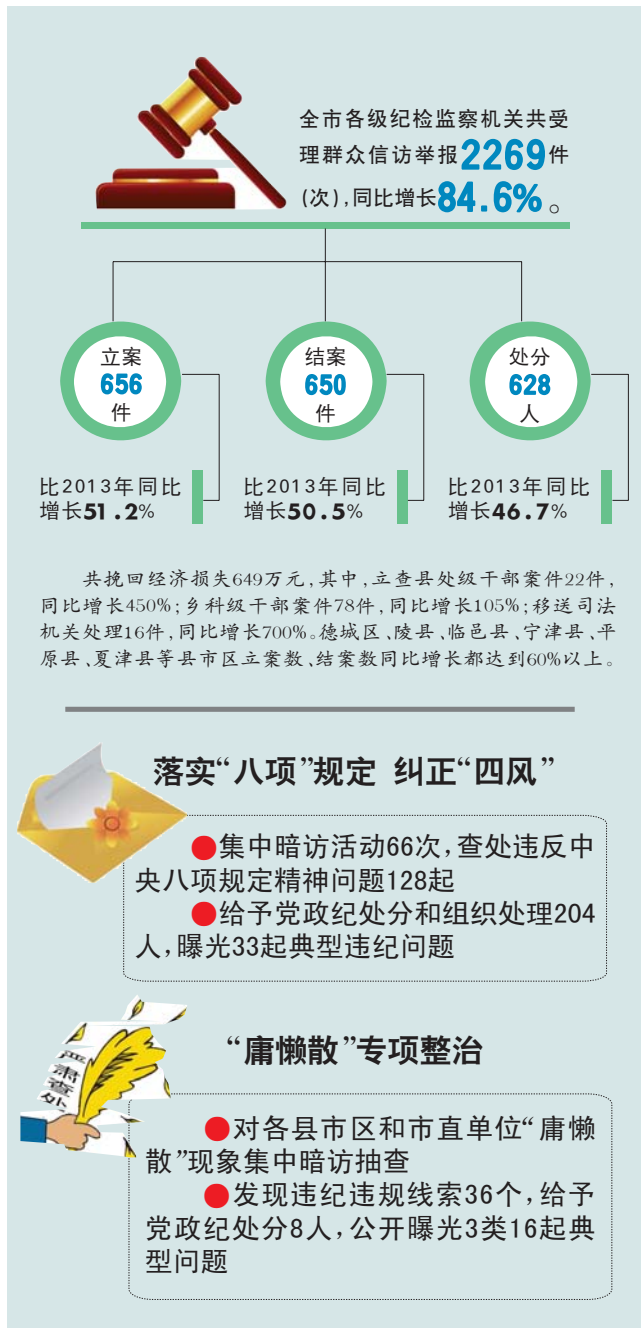 全市各级纪检监察机关共受
理群众信访举报2269件
(次),同比增长84.6%。
立案
656
件
结案
650
件
处分
628
人
比2013年同比
增长51.2%
比2013年同比
增长50.5%
比2013年同比
增长46.7%
共挽回经济损失649万元,其中,立查县处级干部案件22件,
同比增长450%;乡科级干部案件78件,同比增长105%;移送司法
机关处理16件,同比增长700%。德城区、陵县、临邑县、宁津县、平
原县、夏津县等县市区立案数、结案数同比增长都达到60%以上。
落实“八项”规定 纠正“四风”
●集中暗访活动66次,查处违反中
央八项规定精神问题128起
●给予党政纪处分和组织处理204
人,曝光33起典型违纪问题
严肃查处
“庸懒散”专项整治
●对各县市区和市直单位“庸懒
散”现象集中暗访抽查
●发现违纪违规线索36个,给予
党政纪处分8人,公开曝光3类16起典
型问题